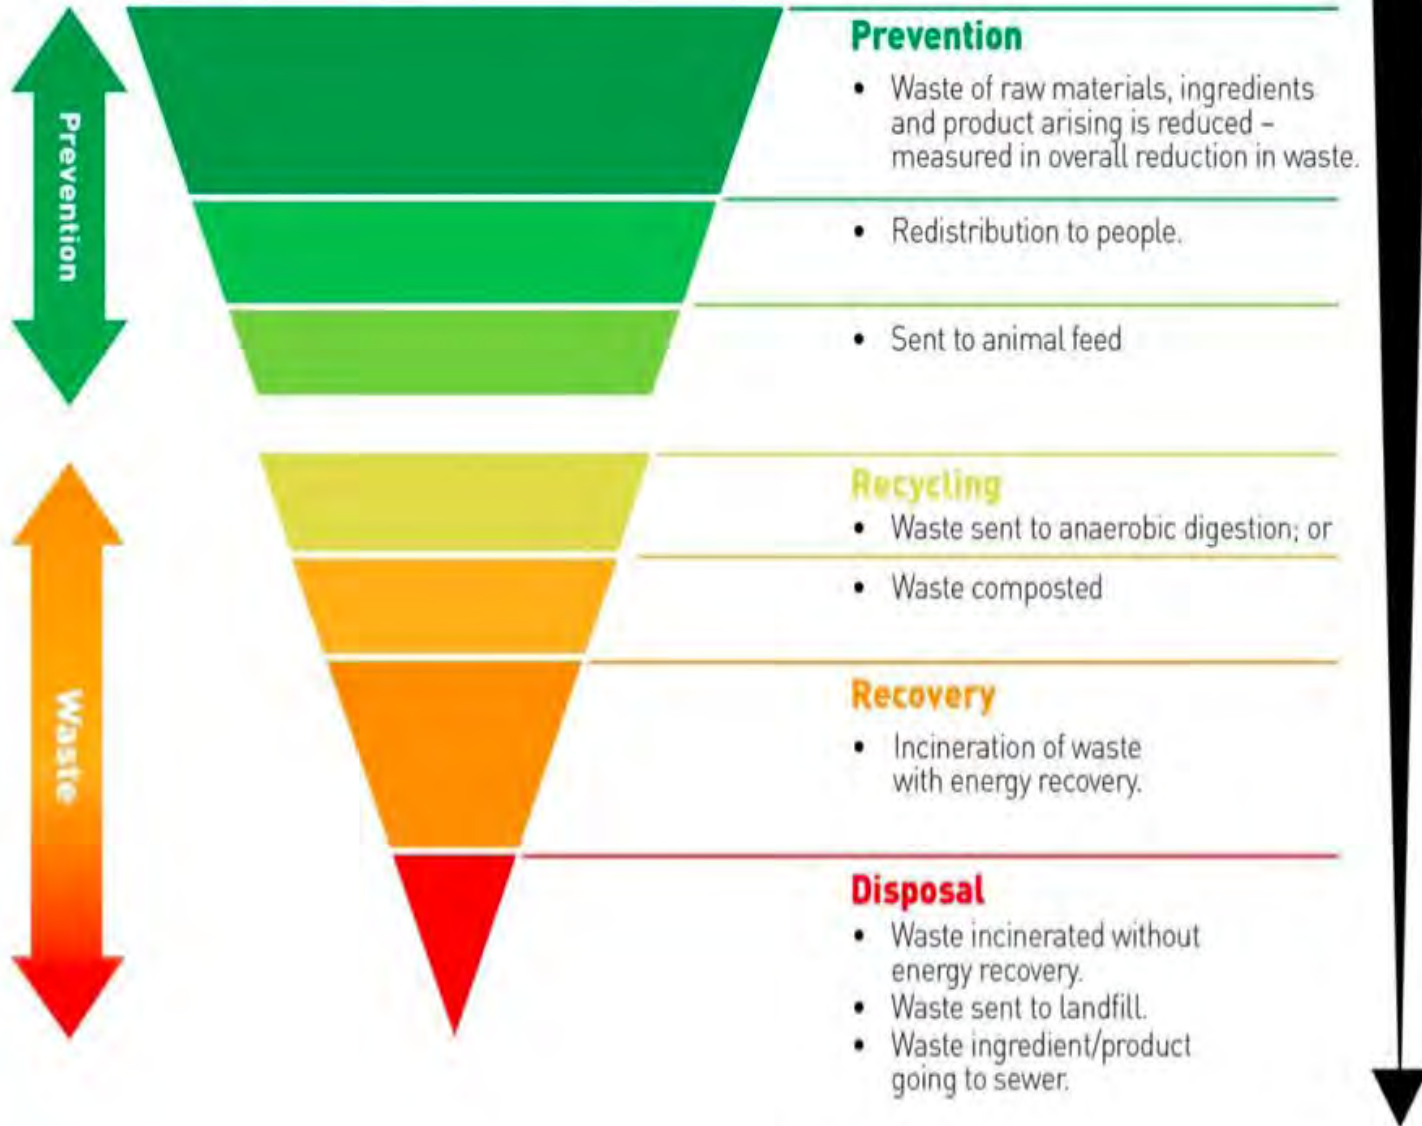 Prevention
Prevention
• Waste of raw materials, ingredients
and product arising is reduced –
measured in overall reduction in waste.
• Redistribution to people.
• Sent to animal feed
Waste
Recycling
• Waste sent to anaerobic digestion; or
• Waste composted
Recovery
• Incineration of waste
with energy recovery.
Disposal
• Waste incinerated without
energy recovery.
• Waste sent to landfill.
• Waste ingredient/product
going to sewer.